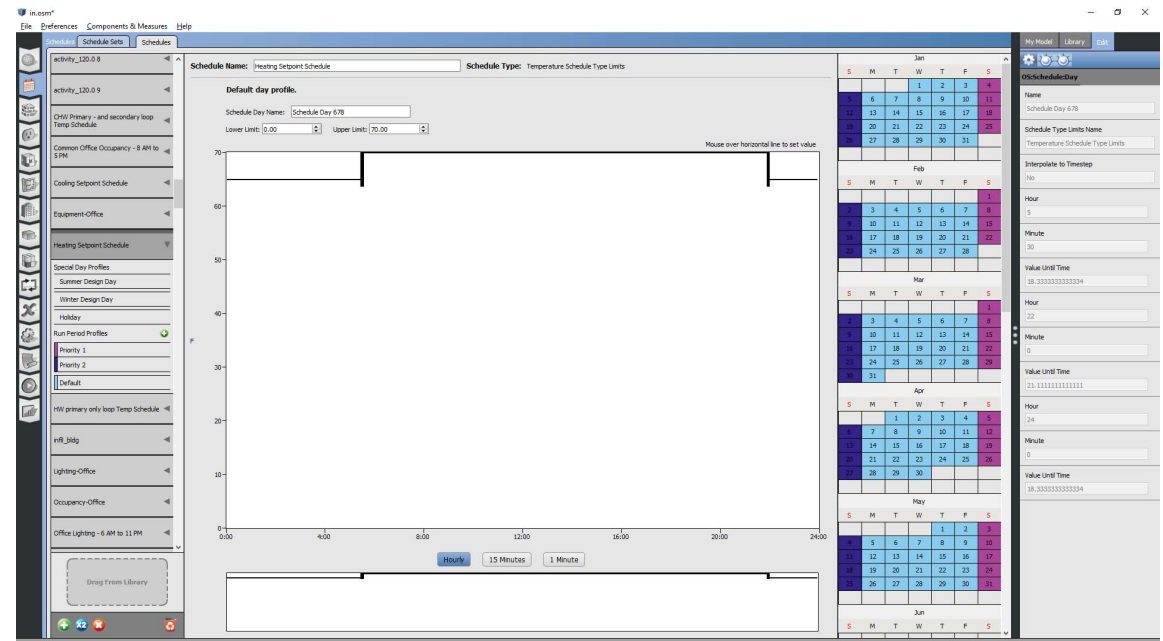 in.osm*
File Preferences Components & Measures Help
Schedules Schedule Sets Schedules
My Model Library Edit
activity_120.0 8
activity_120.0 9
CHW Primary - and secondary loop
Temp Schedule
Common Office Occupancy - 8 AM to
5 PM
Cooling Setpoint Schedule
Equipment-Office
Heating Setpoint Schedule
Special Day Profiles
Summer Design Day
Winter Design Day
Holiday
Run Period Profiles
Priority 1
Priority 2
Default
HW primary only loop Temp Schedule
infil_bldg
Lighting-Office
Occupancy-Office
Office Lighting - 6 AM to 11 PM
Drag From Library
X2
Schedule Name: Heating Setpoint Schedule Schedule Type: Temperature Schedule Type Limits
Default day profile.
Schedule Day Name: Schedule Day 678
Lower Limit: 0.00 Upper Limit: 70.00
Mouse over horizontal line to set value
70
60
50
40
F
30
20
10
0
0:00 4:00 8:00 12:00 16:00 20:00 24:00
Hourly 15 Minutes 1 Minute
Jan
S M T W T F S
1 2 3 4
5 6 7 8 9 10 11
12 13 14 15 16 17 18
19 20 21 22 23 24 25
26 27 28 29 30 31
Feb
S M T W T F S
1
2 3 4 5 6 7 8
9 10 11 12 13 14 15
16 17 18 19 20 21 22
23 24 25 26 27 28
Mar
S M T W T F S
1
2 3 4 5 6 7 8
9 10 11 12 13 14 15
16 17 18 19 20 21 22
23 24 25 26 27 28 29
30 31
Apr
S M T W T F S
1 2 3 4 5
6 7 8 9 10 11 12
13 14 15 16 17 18 19
20 21 22 23 24 25 26
27 28 29 30
May
S M T W T F S
1 2 3
4 5 6 7 8 9 10
11 12 13 14 15 16 17
18 19 20 21 22 23 24
25 26 27 28 29 30 31
Jun
S M T W T F S
OS:Schedule:Day
Name
Schedule Day 678
Schedule Type Limits Name
Temperature Schedule Type Limits
Interpolate to Timestep
No
Hour
5
Minute
30
Value Until Time
18.3333333333334
Hour
22
Minute
0
Value Until Time
21.1111111111111
Hour
24
Minute
0
Value Until Time
18.3333333333334